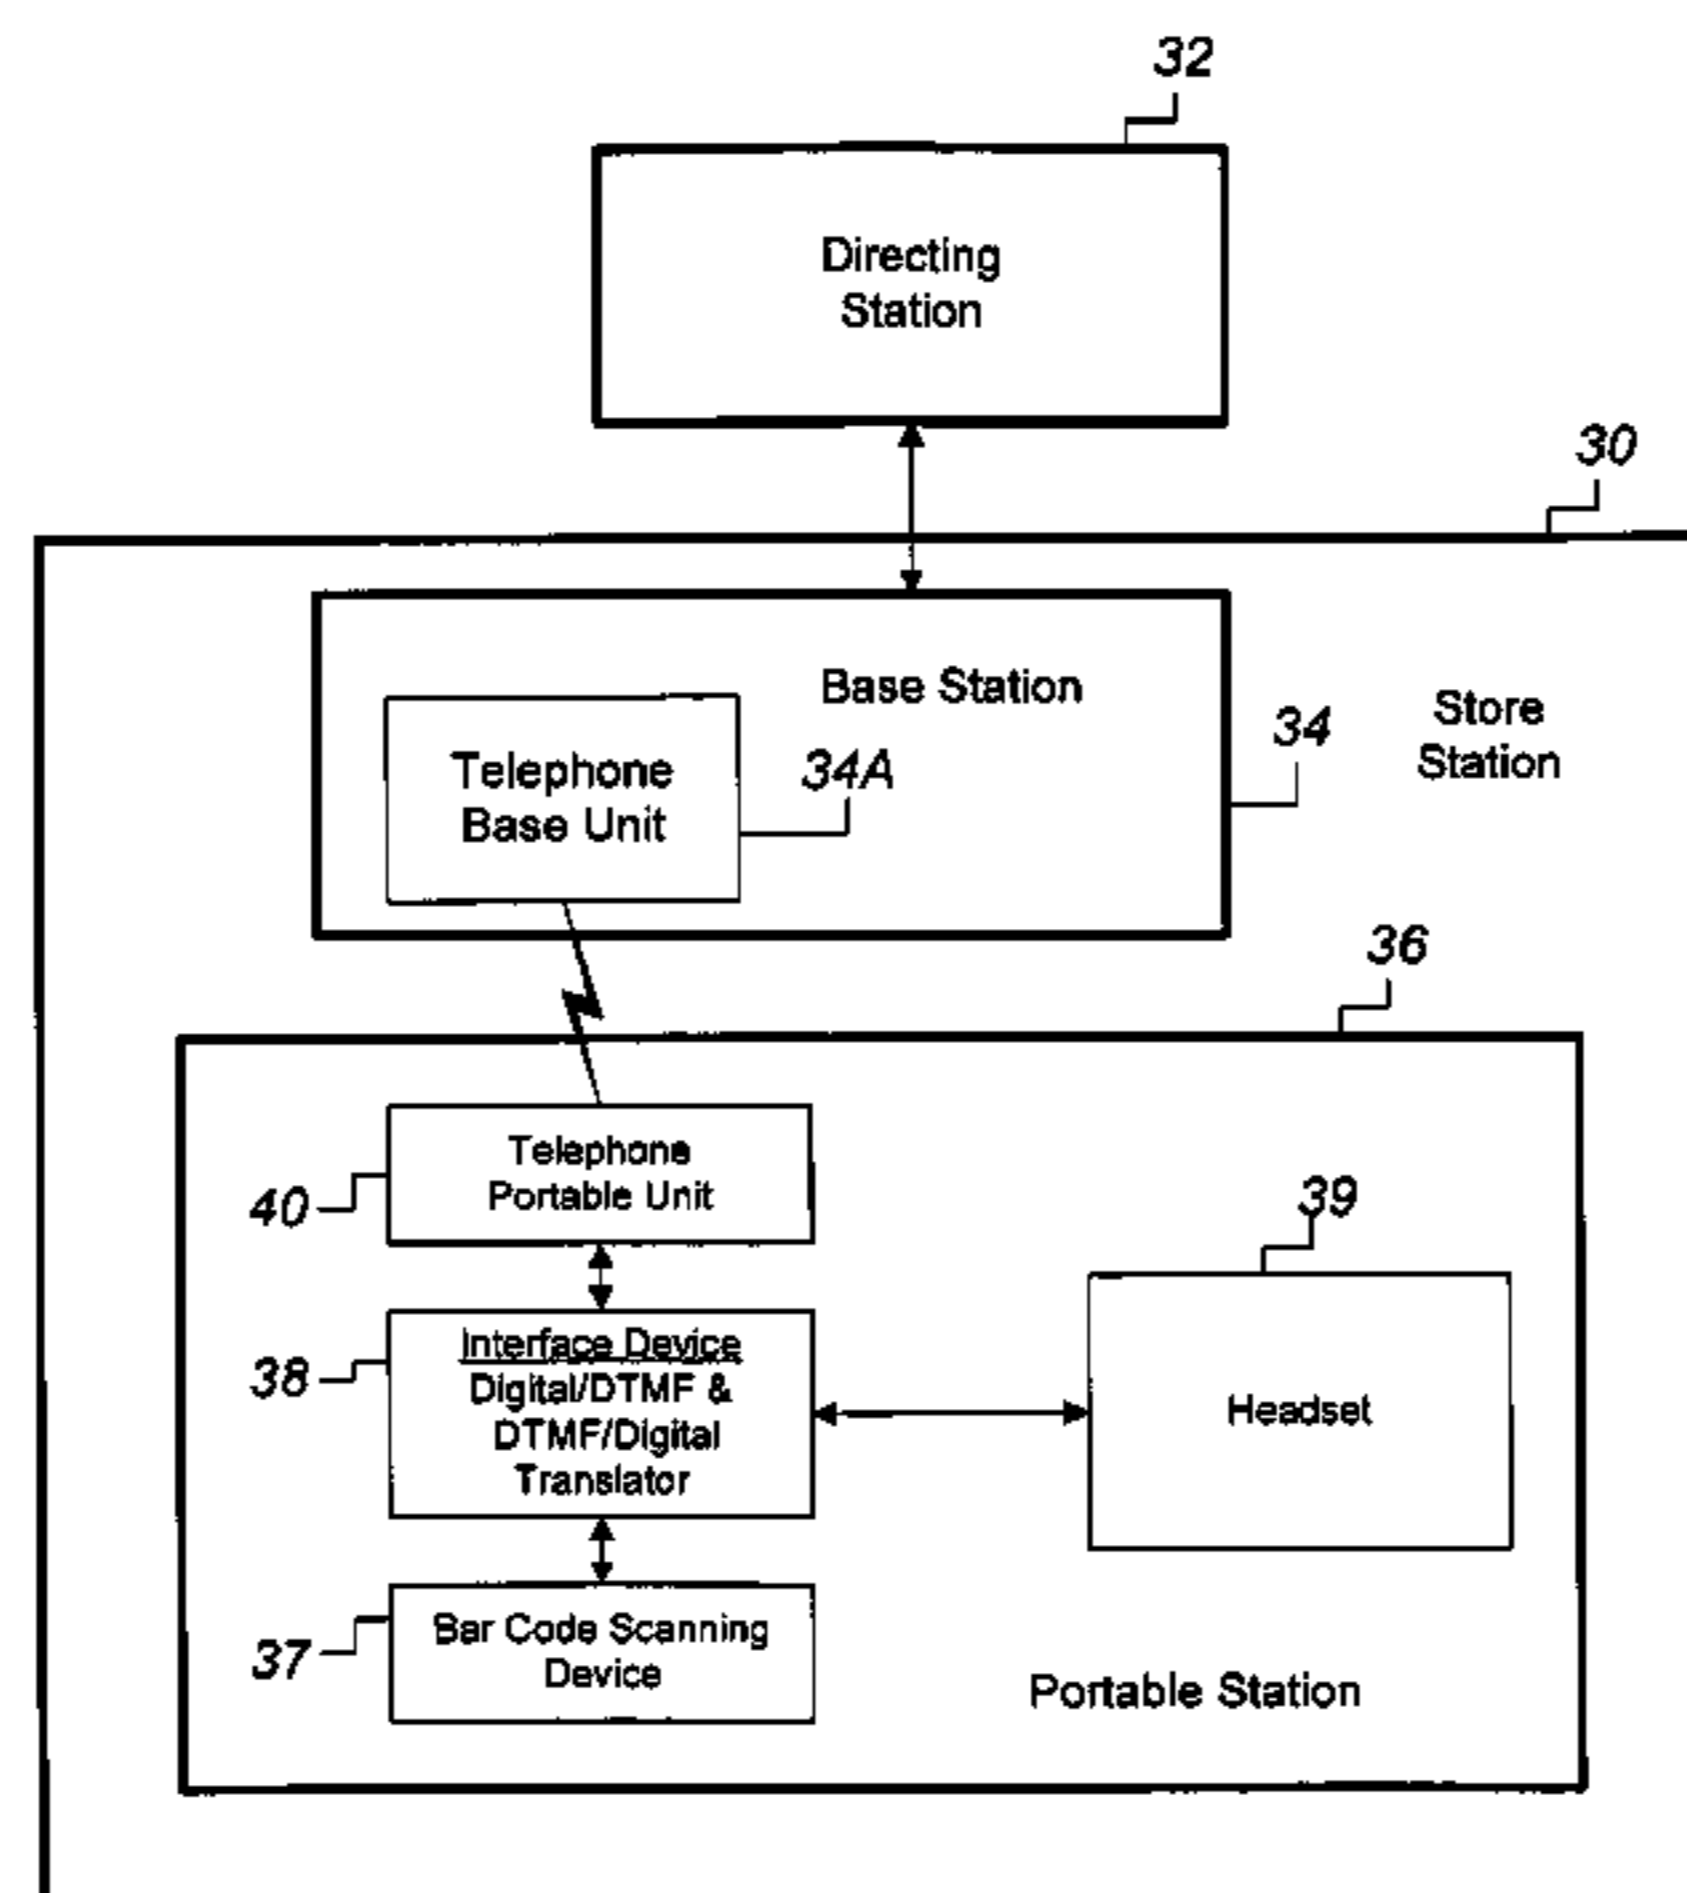 32
Directing
Station
30
Base Station
Store
Station
34
Telephone
Base Unit
34A
36
Telephone
Portable Unit
40
39
Interface Device
Digital/DTMF &
DTMF/Digital
Translator
38
Headset
Bar Code Scanning
Device
37
Portable Station